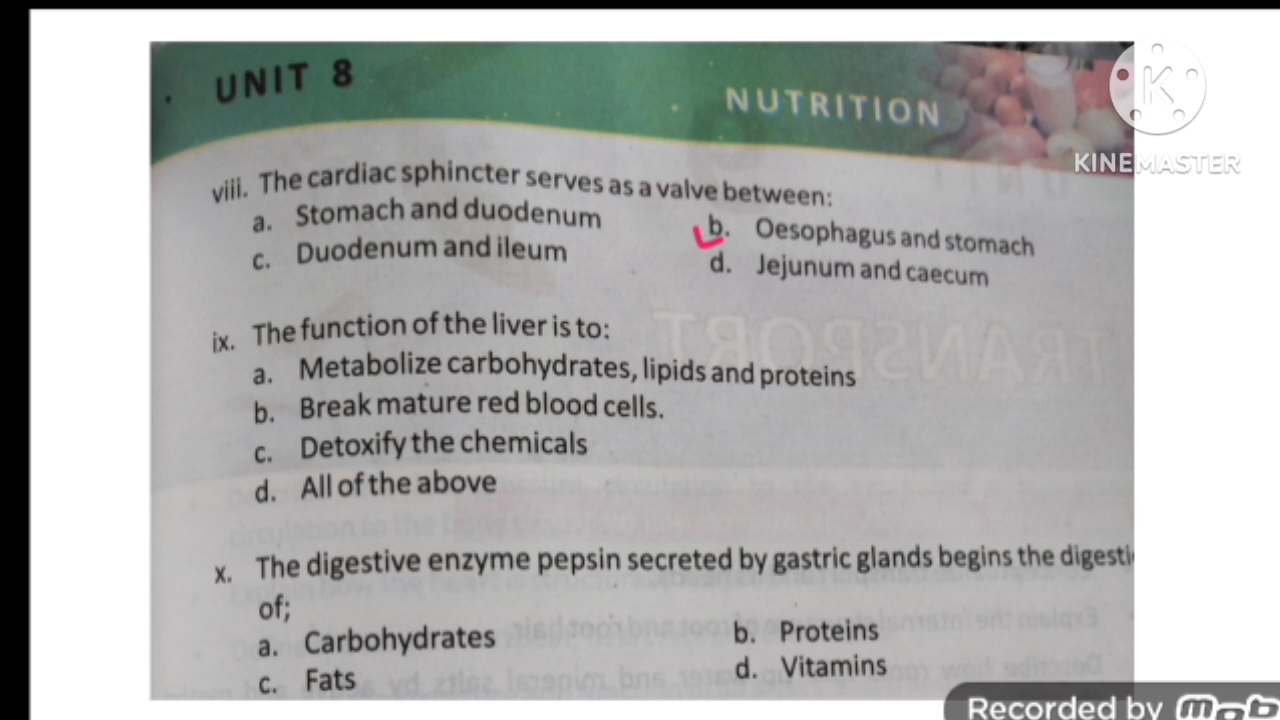 UNIT 8
NUTRITION
KINEMASTER
viii. The cardiac sphincter serves as a valve between:
a. Stomach and duodenum
b. Oesophagus and stomach
c. Duodenum and ileum
d. Jejunum and caecum
ix. The function of the liver is to:
a. Metabolize carbohydrates, lipids and proteins
b. Break mature red blood cells.
c. Detoxify the chemicals
d. All of the above
x. The digestive enzyme pepsin secreted by gastric glands begins the digesti
of;
a. Carbohydrates
b. Proteins
c. Fats
d. Vitamins
Recorded by